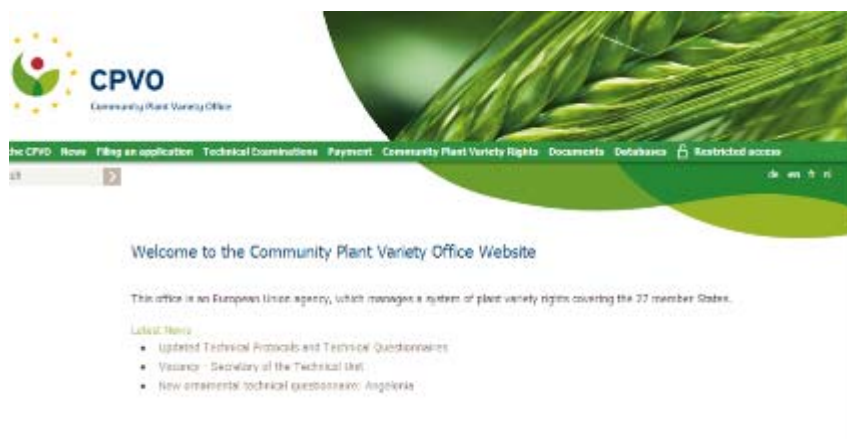 CPVO
Community Plant Variety Office
the CPVO News Filing an application Technical Examinations Payment Community Plant Variety Rights Documents Databases Restricted access
de en fr nl
Welcome to the Community Plant Variety Office Website
This office is an European Union agency, which manages a system of plant variety rights covering the 27 member States.
Latest News
• Updated Technical Protocols and Technical Questionnaires
• Vacancy - Secretary of the Technical Unit
• New ornamental technical questionnaire: Angelonia